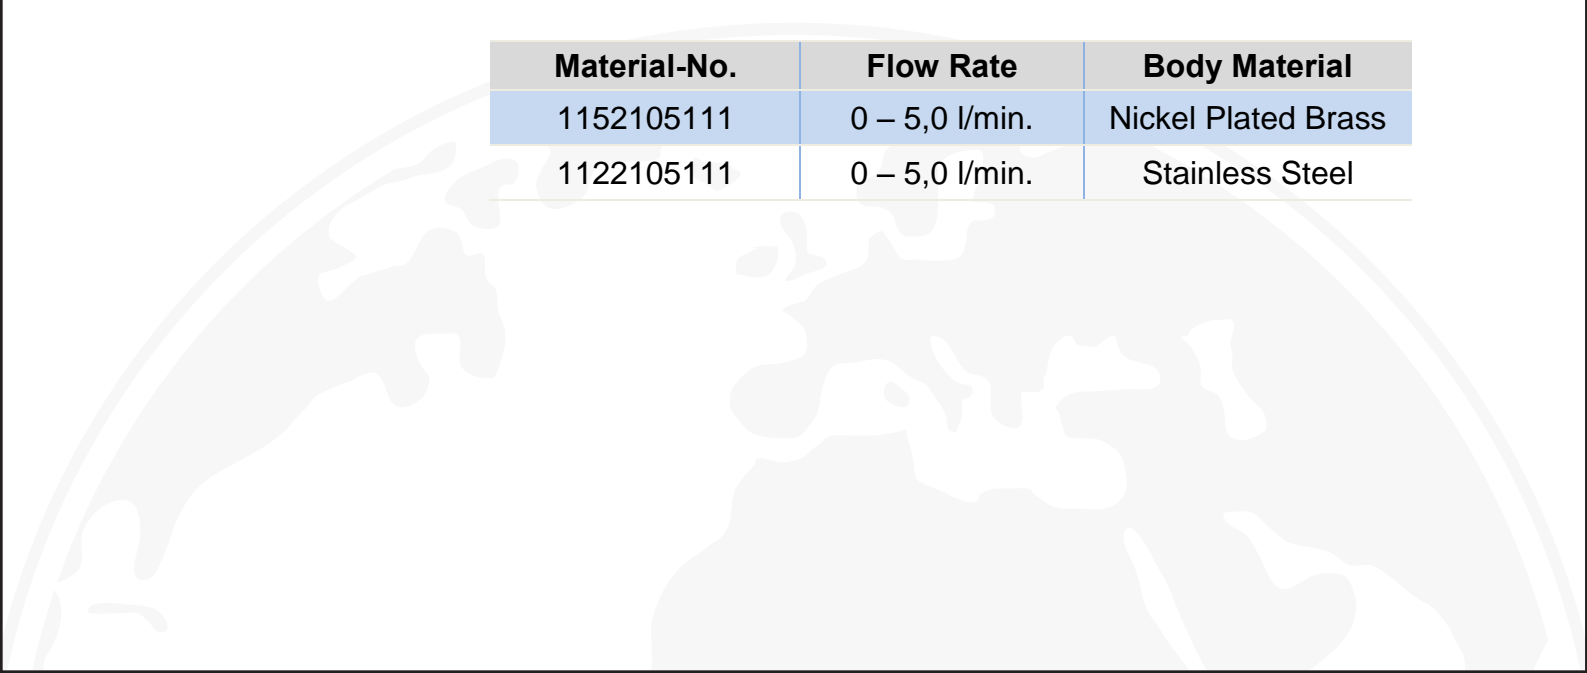 Material-No. Flow Rate Body Material
1152105111 0 – 5,0 l/min. Nickel Plated Brass
1122105111 0 – 5,0 l/min. Stainless Steel